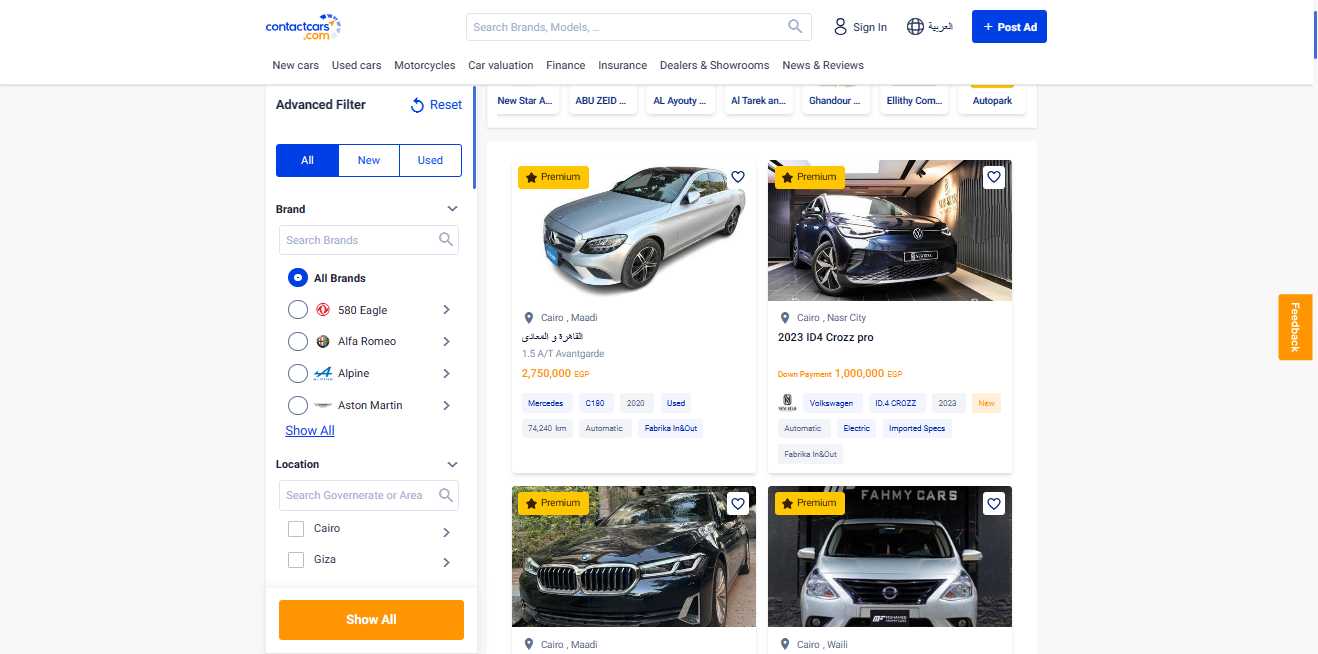 contactcars
.com
Search Brands, Models, ...
Sign In
العربية
+ Post Ad
New cars
Used cars
Motorcycles
Car valuation
Finance
Insurance
Dealers & Showrooms
News & Reviews
Advanced Filter
Reset
All
New
Used
Brand
Search Brands
All Brands
580 Eagle
Alfa Romeo
Alpine
Aston Martin
Show All
Location
Search Governerate or Area
Cairo
Giza
Show All
New Star A...
ABU ZEID ...
AL Ayouty ...
Al Tarek an...
Ghandour ...
Ellithy Com...
Autopark
Premium
Cairo , Maadi
القاهرة و المعادى
1.5 A/T Avantgarde
2,750,000 EGP
Mercedes
C180
2020
Used
74,240 km
Automatic
Fabrika In&Out
Premium
Cairo , Nasr City
2023 ID4 Crozz pro
Down Payment 1,000,000 EGP
Volkswagen
ID.4 CROZZ
2023
New
Automatic
Electric
Imported Specs
Fabrika In&Out
Premium
Cairo , Maadi
Premium
FAHMY CARS
Cairo , Waili
Feedback